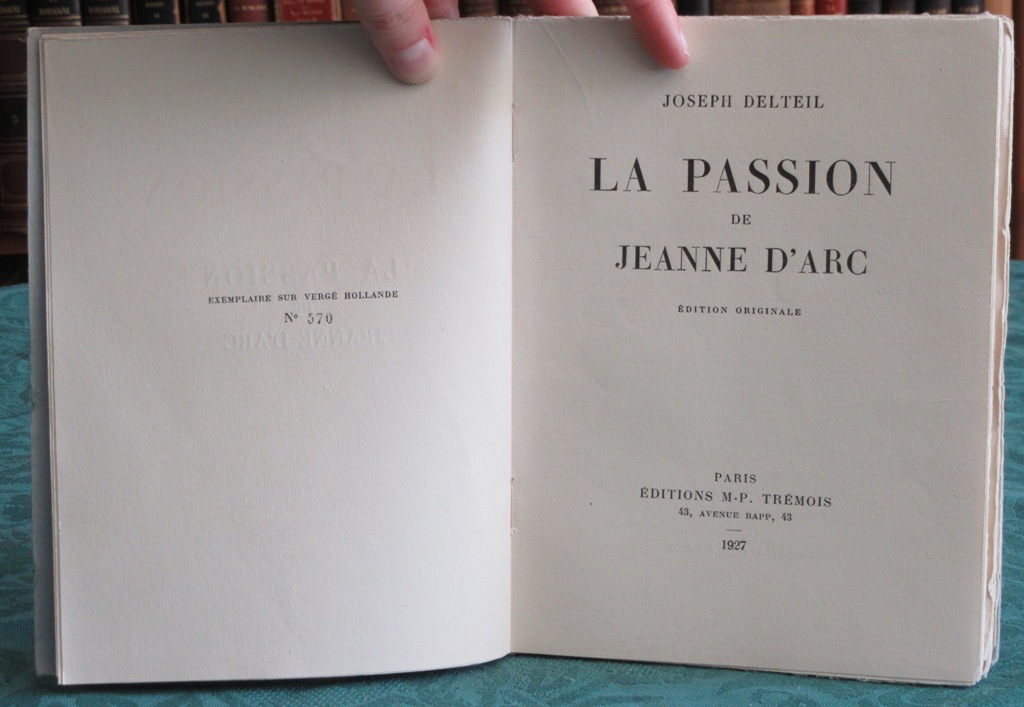 EXEMPLAIRE SUR VERGÉ HOLLANDE
Nº 570
JOSEPH DELTEIL
LA PASSION
DE
JEANNE D'ARC
ÉDITION ORIGINALE
PARIS
ÉDITIONS M-P. TRÉMOIS
43, AVENUE RAPP, 43
1927